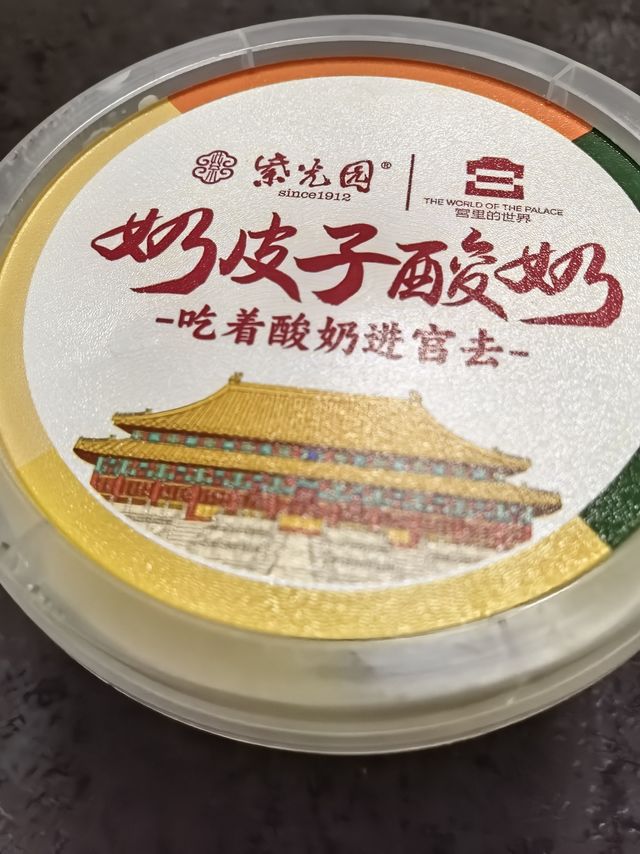 紫光园®
since1912
THE WORLD OF THE PALACE
宫里的世界
奶皮子酸奶
-吃着酸奶进宫去-